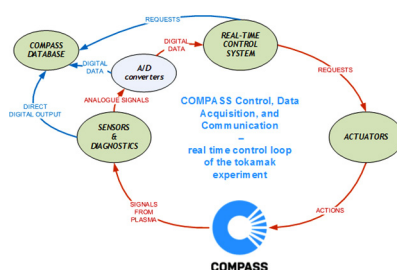 REQUESTS
COMPASS
DATABASE
DIGITAL
DATA
REAL-TIME
CONTROL
SYSTEM
DIGITAL
DATA
A/D
converters
REQUESTS
DIRECT
DIGITAL OUTPUT
ANALOGUE SIGNALS
COMPASS Control, Data
Acquisition, and
Communication
–
real time control loop
of the tokamak
experiment
SENSORS
&
DIAGNOSTICS
ACTUATORS
SIGNALS
FROM
PLASMA
ACTIONS
COMPASS